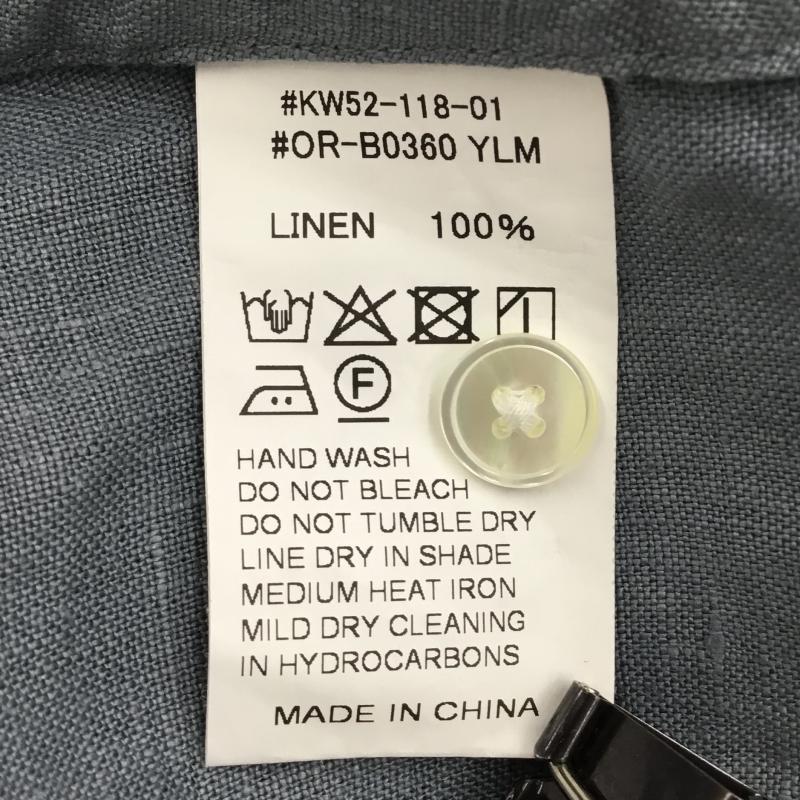 #KW52-118-01
#OR-B0360 YLM
LINEN 100%
F
HAND WASH
DO NOT BLEACH
DO NOT TUMBLE DRY
LINE DRY IN SHADE
MEDIUM HEAT IRON
MILD DRY CLEANING
IN HYDROCARBONS
MADE IN CHINA